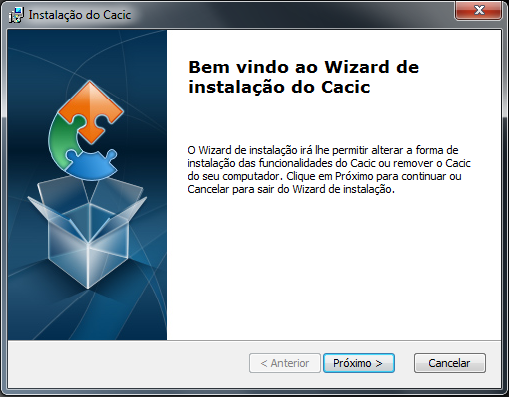 Instalação do Cacic
Bem vindo ao Wizard de
instalação do Cacic
O Wizard de instalação irá lhe permitir alterar a forma de
instalação das funcionalidades do Cacic ou remover o Cacic
do seu computador. Clique em Próximo para continuar ou
Cancelar para sair do Wizard de instalação.
< Anterior
Próximo >
Cancelar